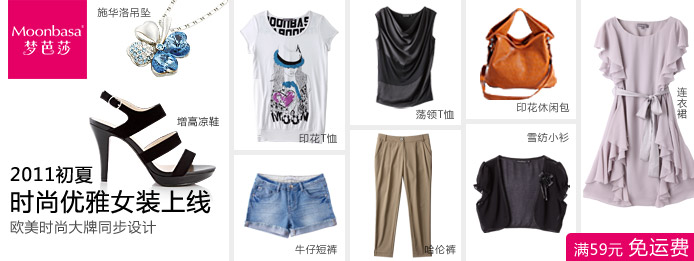 Moonbasa®
梦芭莎
施华洛吊坠
增高凉鞋
2011初夏
时尚优雅女装上线
欧美时尚大牌同步设计
印花T恤
荡领T恤
印花休闲包
连衣裙
牛仔短裤
哈伦裤
雪纺小衫
满59元 免运费